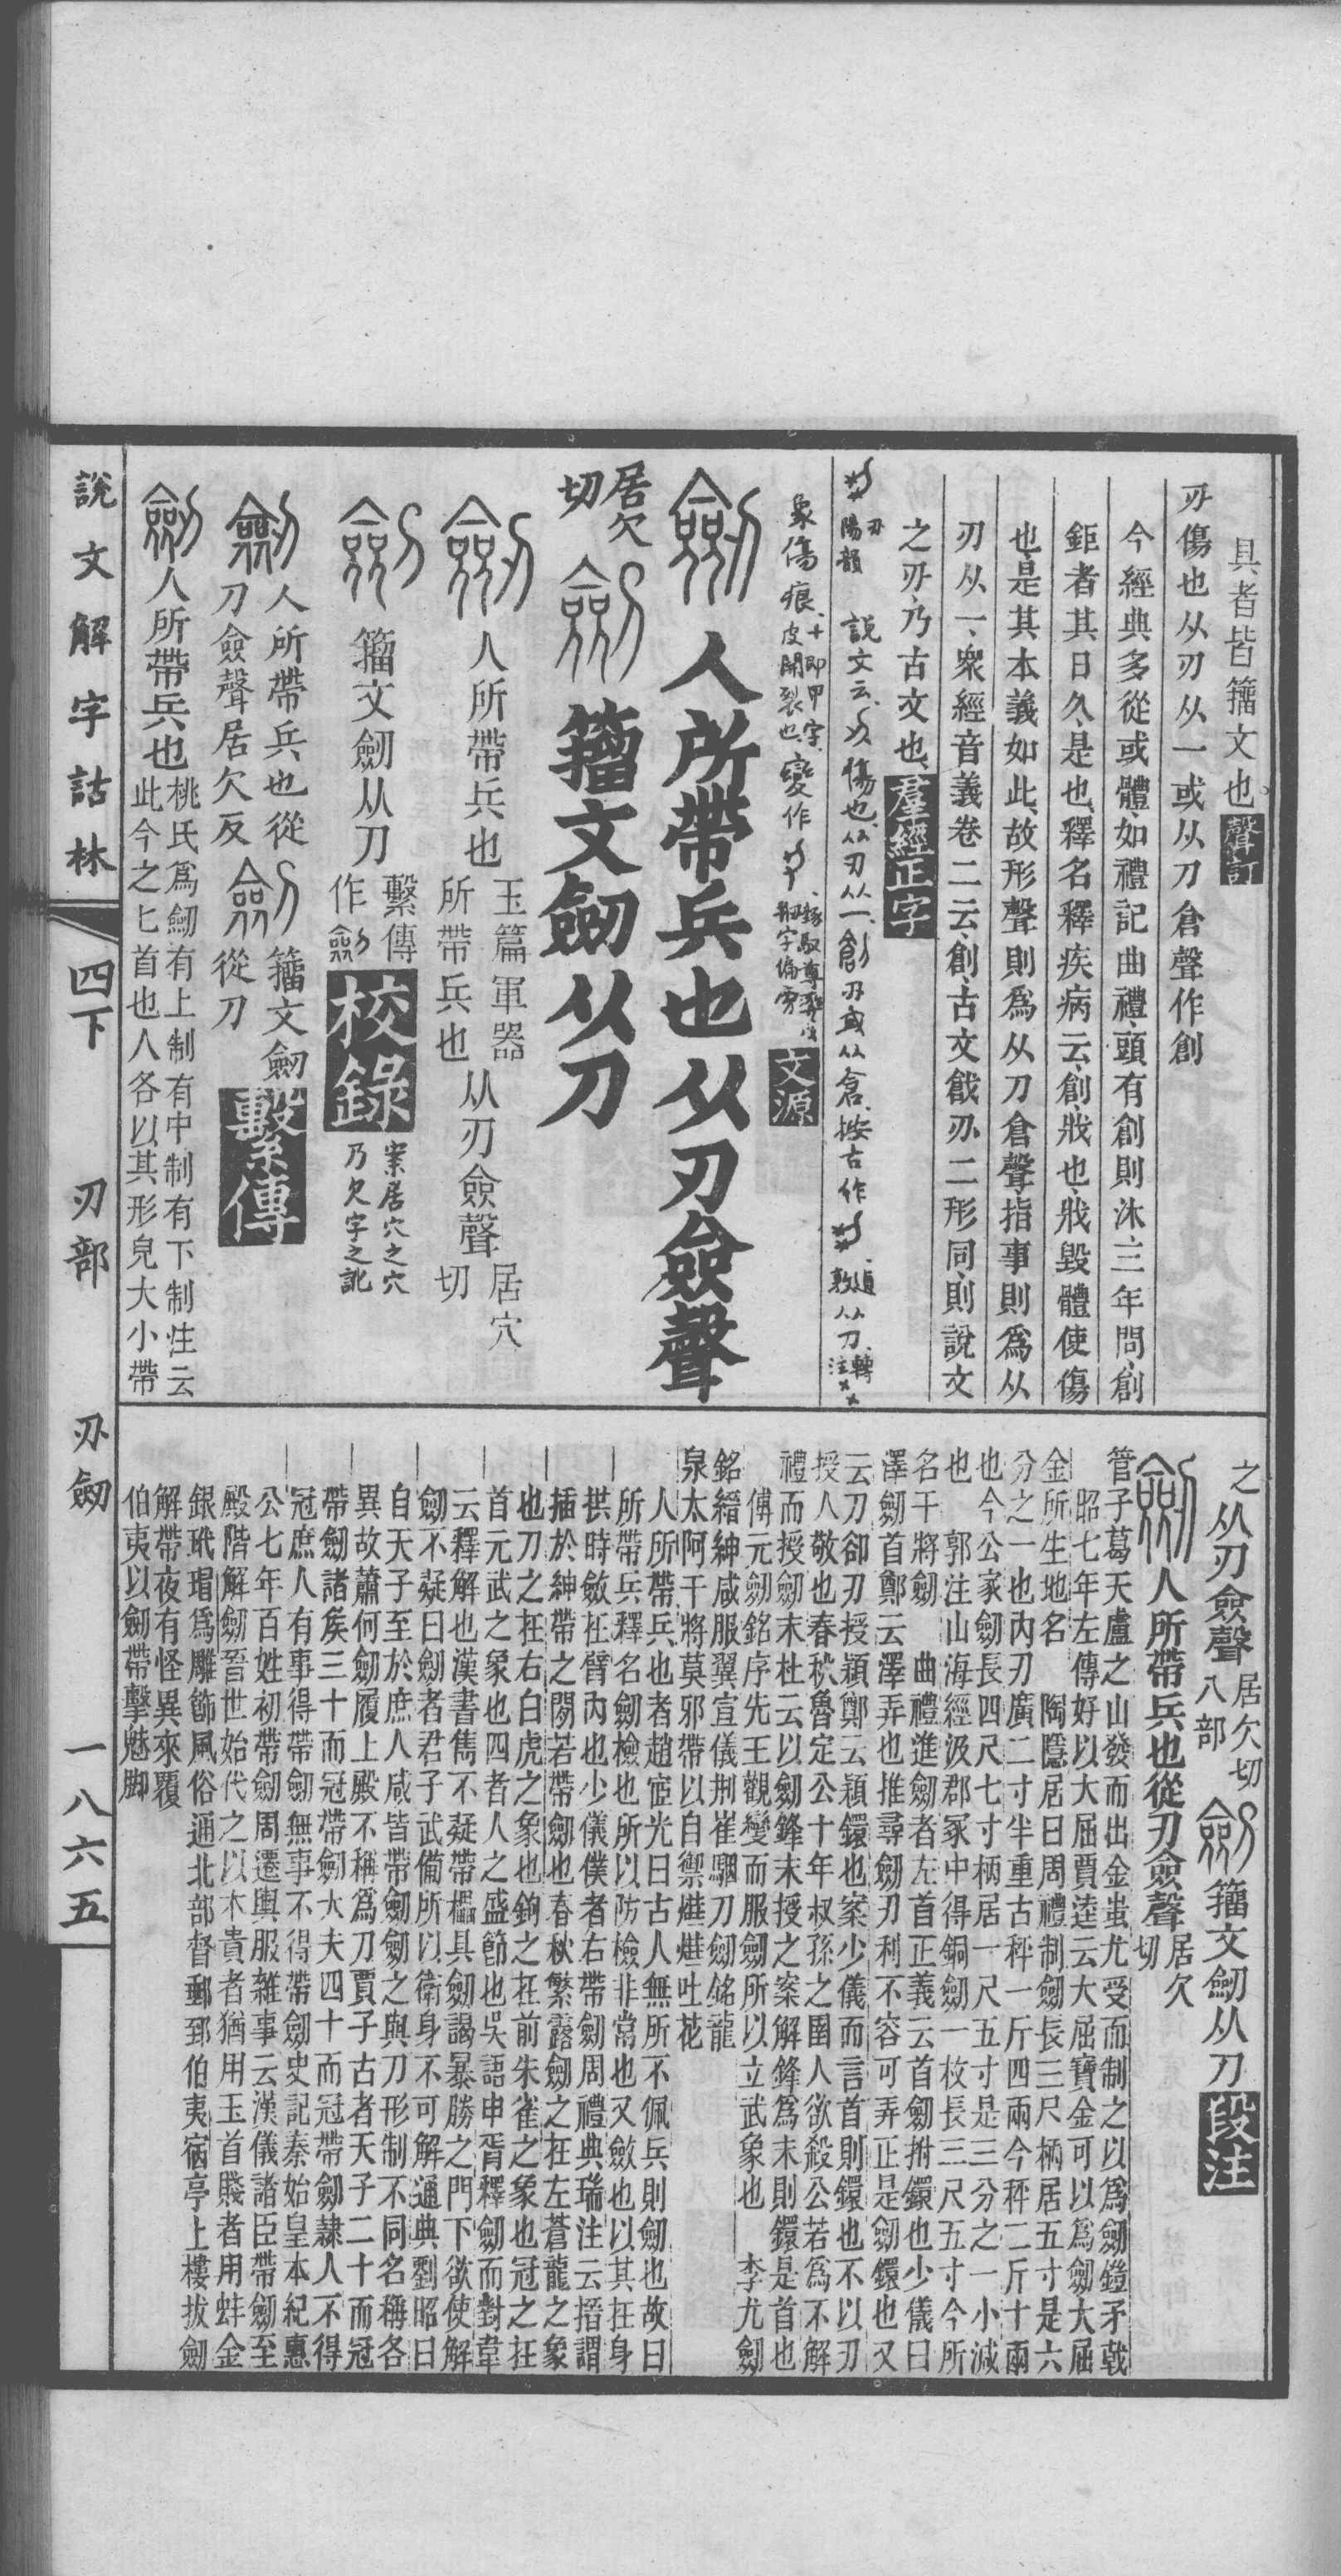 具者皆籒文也。聲訂
刅傷也从刃从一或从刀倉聲作創
今經典多從或體如禮記曲禮頭有創則沐三年問創
鉅者其日久是也釋名釋疾病云創戕也戕毀體使傷
也是其本義如此故形聲則爲从刀倉聲指事則爲从
刃从一衆經音義卷二云創古文戧刅二形同則說文
之刅乃古文也羣經正字
刅陽韻 說文云傷也从刃从一創刅或从倉按古作
从刀轉注
象傷痕十卽甲字皮開裂也變作
偏旁文源
劒人所帶兵也从刃僉聲
居欠切劍籒文劒从刀
劒人所帶兵也玉篇軍器所帶兵也从刃僉聲居穴切
劍籒文劒从刀繫傳作劍校錄案居穴之穴乃欠字之訛
劒人所帶兵也從刀僉聲居欠反劍籒文劒從刀繫傳
劒人所帶兵也桃氏爲劒有上制有中制有下制注云
此今之匕首也人各以其形皃大小帶
之从刃僉聲居欠切八部劍籒文劒从刀段注
劒人所帶兵也從刃僉聲居欠切
管子葛天盧之山發而出金蚩尤受而制之以爲劒鎧矛戟
昭七年左傳好以大屈賈逵云大屈寶金可以爲劒大屈
金所生地名 陶隱居曰周禮制劒長三尺柄居五寸是六
分之一也內刃廣二寸半重古秤一斤四兩今秤二斤十兩
也今公家劒長四尺七寸柄居一尺五寸是三分之一小減
也 郭注山海經汲郡冢中得銅劒一枚長三尺五寸今所
名干將劒 曲禮進劒者左首正義云首劒拊鐶也少儀曰
澤劒首鄭云澤弄也推尋劒刃利不容可弄正是劒鐶也又
云刀卻刃授穎鄭云穎鐶也案少儀而言首則鐶也不以刃
授人敬也春秋魯定公十年叔孫之圉人欲殺公若爲不解
禮而授劒末杜云以劒鋒末授之案解鋒爲末則鐶是首也
傅元劒銘序先王觀變而服劒所以立武象也 李尤劒
銘縉紳咸服翼宣儀刑崔駰刀劒銘龍
泉太阿干將莫邪帶以自禦煁煁吐花
人所帶兵也者趙寬光曰古人無所不佩兵則劒也故曰
所帶兵釋名劒檢也所以防檢非常也又斂也以其在身
拱時斂在臂內也少儀僕者右帶劒周禮典瑞注云搢謂
插於紳帶之閒若帶劒也春秋繁露劒之在左蒼龍之象
也刀之在右白虎之象也鉤之在前朱雀之象也冠之在
首元武之象也四者人之盛節也吳語申胥釋劒而對韋
云釋解也漢書雋不疑帶櫑具劒謁暴勝之門下欲使解
劒不疑曰劒者君子武備所以衛身不可解通典劉昭曰
自天子至於庶人咸皆帶劒劒之與刀形制不同名稱各
異故蕭何劒履上殿不稱爲刀賈子古者天子二十而冠
帶劒諸侯三十而冠帶劒大夫四十而冠帶劒隸人不得
冠庶人有事得帶劒無事不得帶劒史記秦始皇本紀惠
公七年百姓初帶劒周遷輿服雜事云漢儀諸臣帶劒至
殿階解劒晉世始代之以木貴者猶用玉首賤者用蚌金
銀玳瑁爲雕飾風俗通北部督郵郅伯夷宿亭上樓拔劒
解帶夜有怪異來覆
伯夷以劒帶擊魅脚
說文解字詁林 四下 刃部 刅劒 一八六五